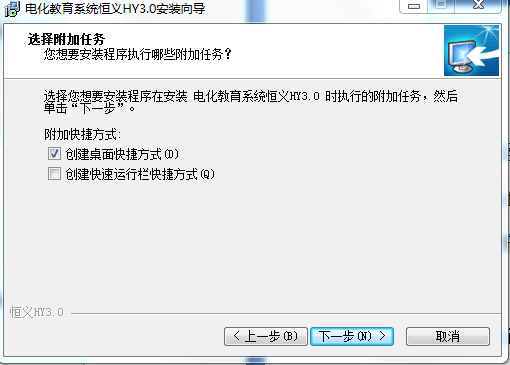 电化教育系统恒义HY3.0安装向导
选择附加任务
您想要安装程序执行哪些附加任务？
选择您想要安装程序在安装 电化教育系统恒义HY3.0 时执行的附加任务，然后
单击“下一步”。
附加快捷方式:
创建桌面快捷方式(D)
创建快速运行栏快捷方式(Q)
恒义HY3.0
< 上一步(B)
下一步(N) >
取消